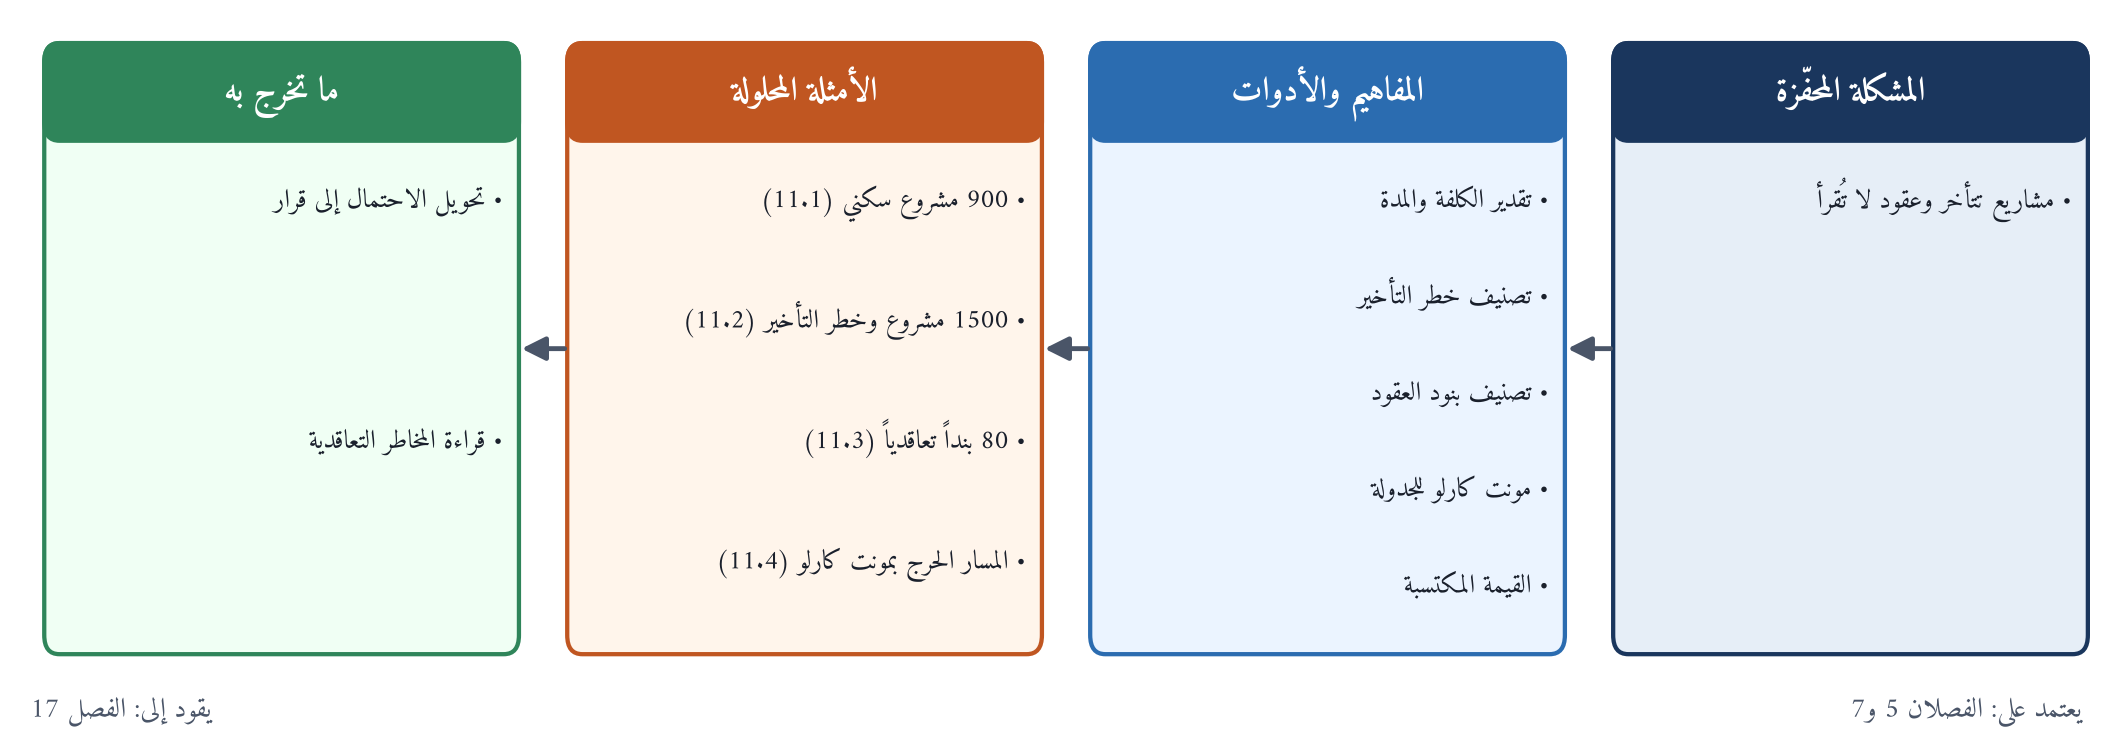 المشكلة المحفّزة
• مشاريع تتأخر وعقود لا تُقرأ
المفاهيم والأدوات
• تقدير الكلفة والمدة
• تصنيف خطر التأخير
• تصنيف بنود العقود
• مونت كارلو للجدولة
• القيمة المكتسبة
الأمثلة المحلولة
• 900 مشروع سكني (11.1)
• 1500 مشروع وخطر التأخير (11.2)
• 80 بنداً تعاقدياً (11.3)
• المسار الحرج بمونت كارلو (11.4)
ما تخرج به
• تحويل الاحتمال إلى قرار
• قراءة المخاطر التعاقدية
يعتمد على: الفصلان 5 و7
يقود إلى: الفصل 17